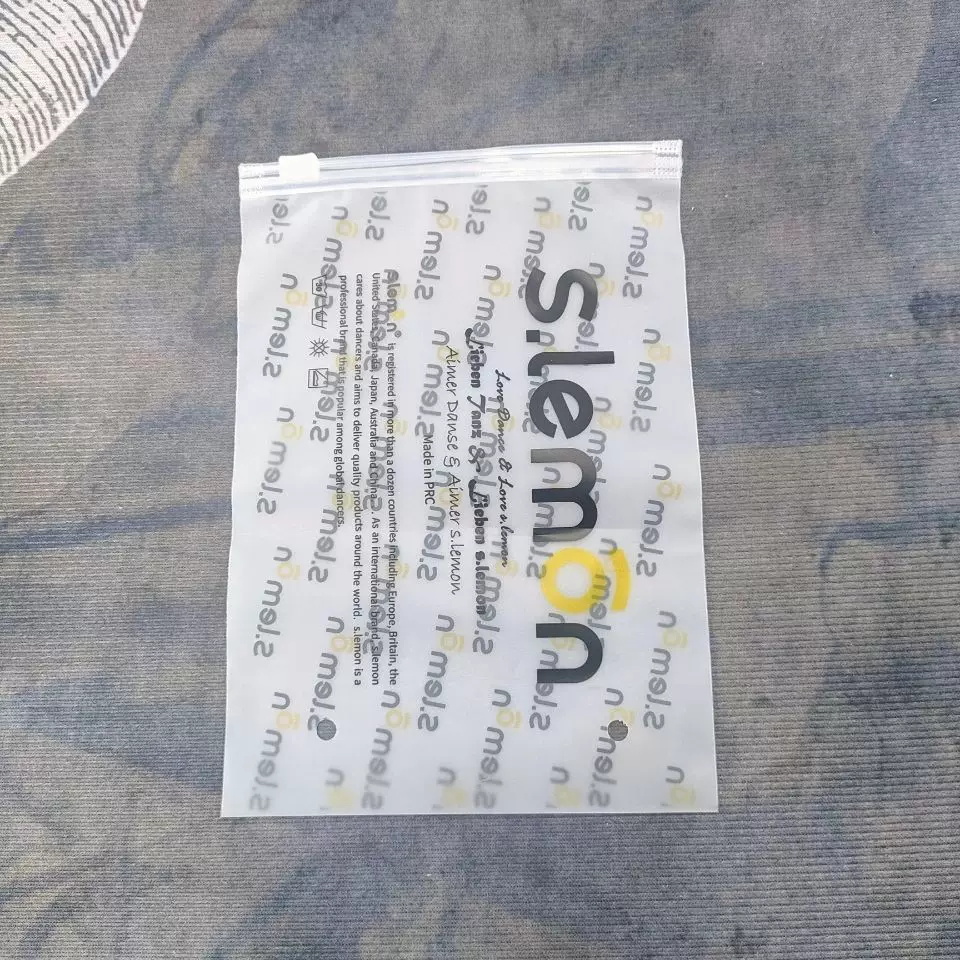 s.lemōn
Love Dance & Love s.lemon
Lieben Tanz & Lieben s.lemon
Aimer Danse & Aimer s.lemon
Made in PRC
s.lemōn® is registered in more than a dozen countries including Europe, Britain, the
United States, Canada, Japan, Australia and China. As an international brand, s.lemon
cares about dancers and aims to deliver quality products around the world. s.lemon is a
professional brand that is popular among global dancers.